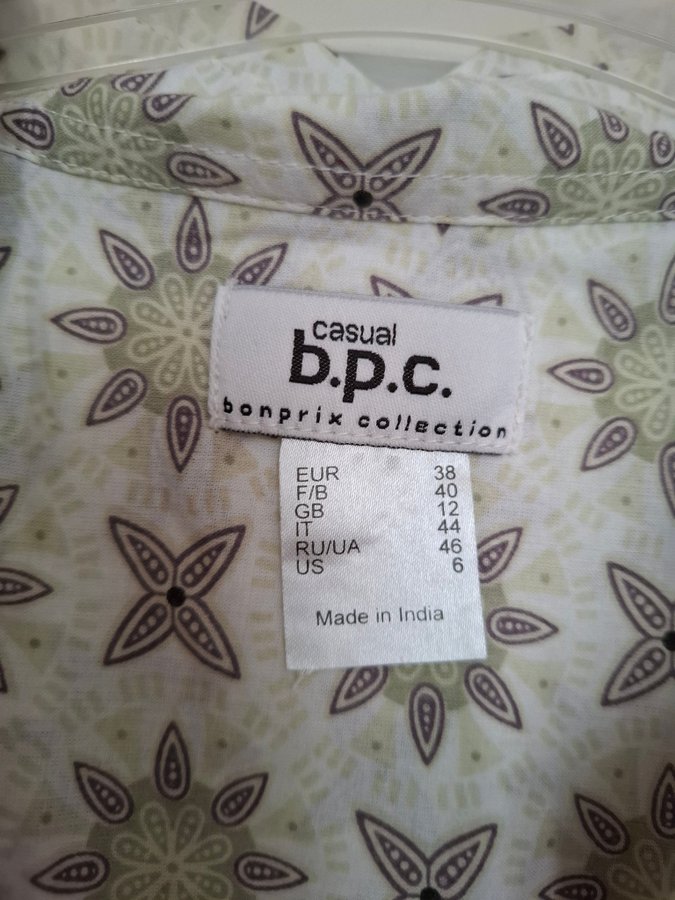 casual
b.p.c.
bonprix collection
EUR 38
F/B 40
GB 12
IT 44
RU/UA 46
US 6
Made in India